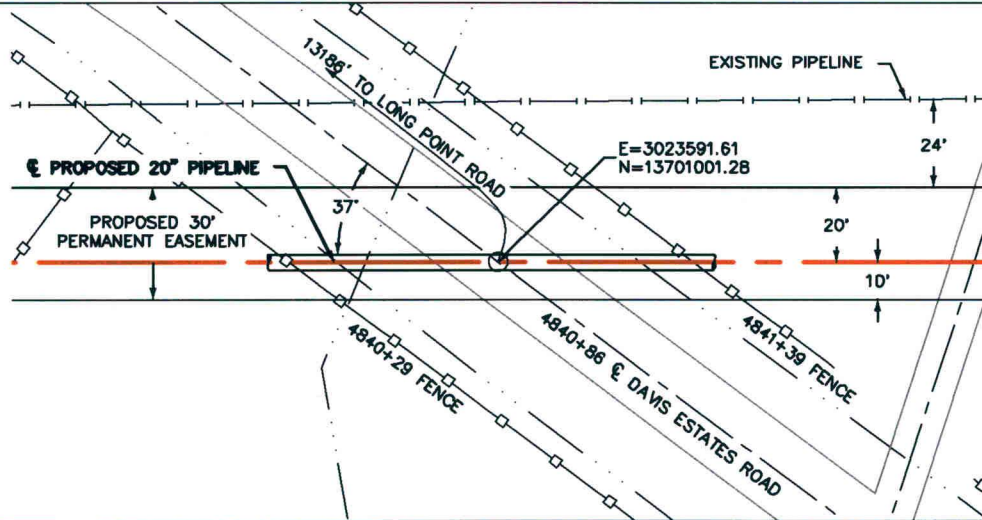 EXISTING PIPELINE
13186' TO LONG POINT ROAD
E=3023591.61
N=13701001.28
24'
℄ PROPOSED 20" PIPELINE
37'
20'
PROPOSED 30'
PERMANENT EASEMENT
10'
4840+29 FENCE
4840+86 ℄ DAVIS ESTATES ROAD
4841+39 FENCE